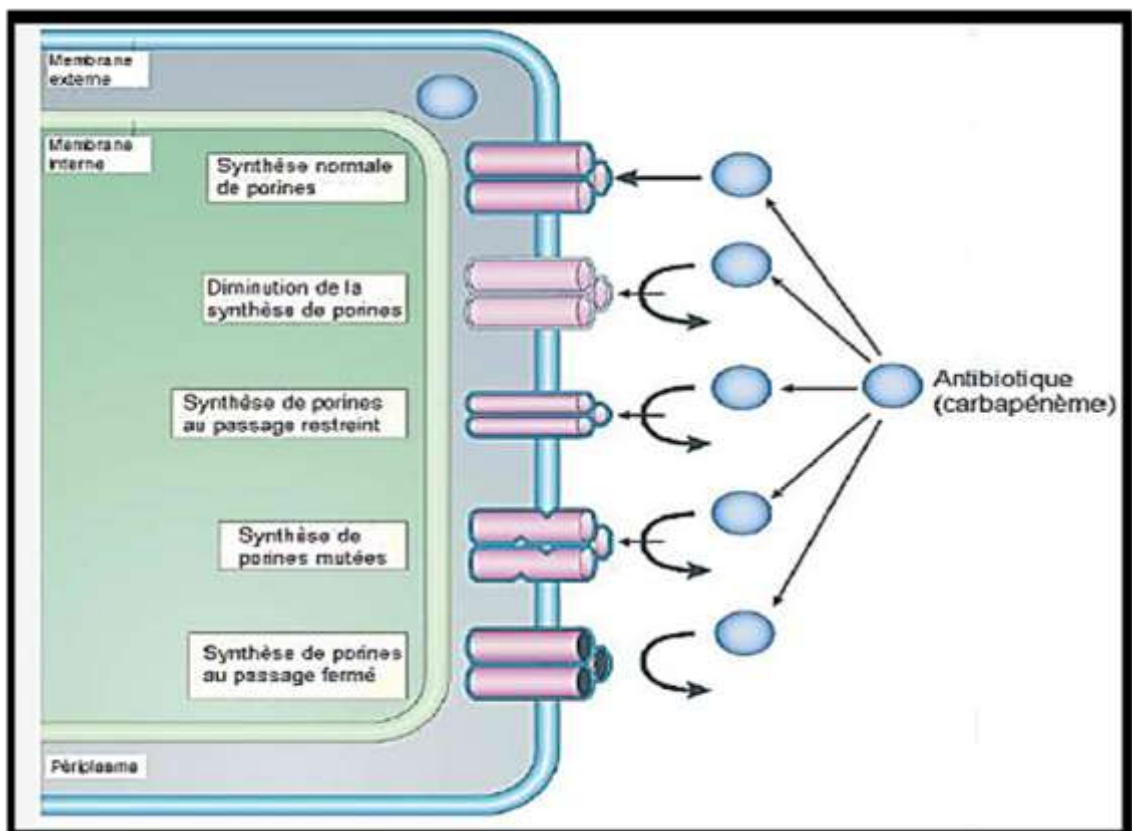 Membrane
externe
Membrane
interne
Synthèse normale
de porines
Diminution de la
synthèse de porines
Synthèse de porines
au passage restreint
Synthèse de
porines mutées
Synthèse de porines
au passage fermé
Périplasme
Antibiotique
(carbapénème)